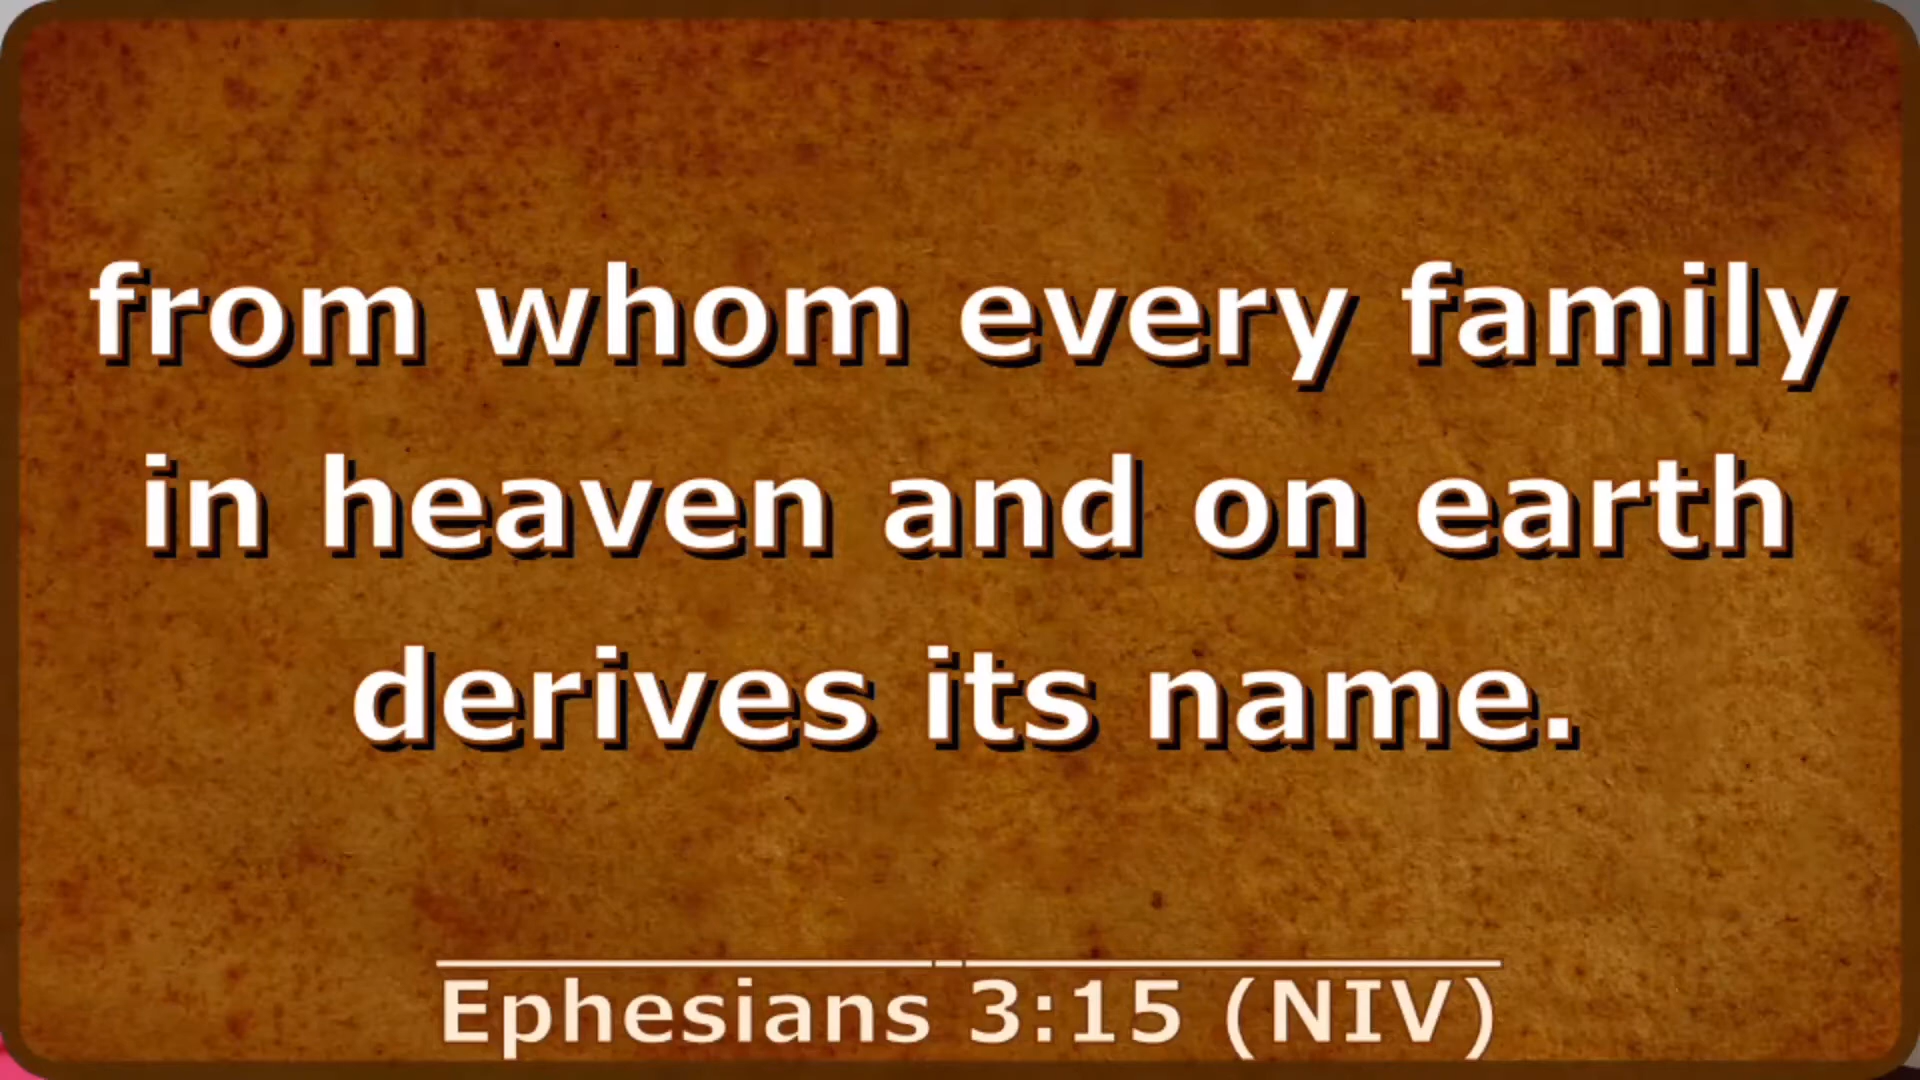 from whom every family
in heaven and on earth
derives its name.
Ephesians 3:15 (NIV)